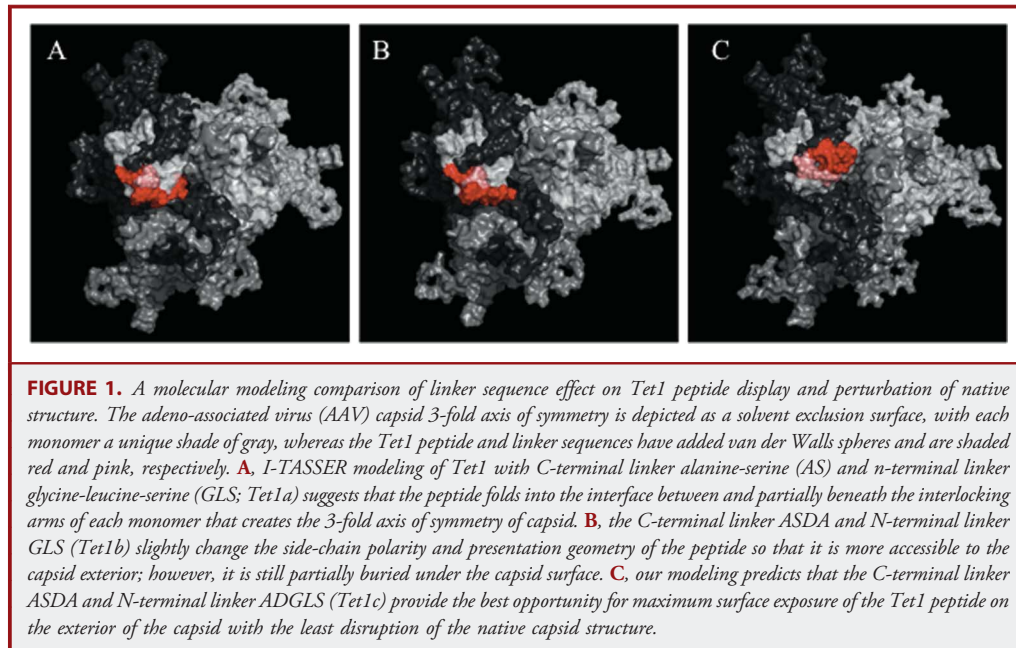 A
B
C
FIGURE 1. A molecular modeling comparison of linker sequence effect on Tet1 peptide display and perturbation of native
structure. The adeno-associated virus (AAV) capsid 3-fold axis of symmetry is depicted as a solvent exclusion surface, with each
monomer a unique shade of gray, whereas the Tet1 peptide and linker sequences have added van der Walls spheres and are shaded
red and pink, respectively. A, I-TASSER modeling of Tet1 with C-terminal linker alanine-serine (AS) and n-terminal linker
glycine-leucine-serine (GLS; Tet1a) suggests that the peptide folds into the interface between and partially beneath the interlocking
arms of each monomer that creates the 3-fold axis of symmetry of capsid. B, the C-terminal linker ASDA and N-terminal linker
GLS (Tet1b) slightly change the side-chain polarity and presentation geometry of the peptide so that it is more accessible to the
capsid exterior; however, it is still partially buried under the capsid surface. C, our modeling predicts that the C-terminal linker
ASDA and N-terminal linker ADGLS (Tet1c) provide the best opportunity for maximum surface exposure of the Tet1 peptide on
the exterior of the capsid with the least disruption of the native capsid structure.